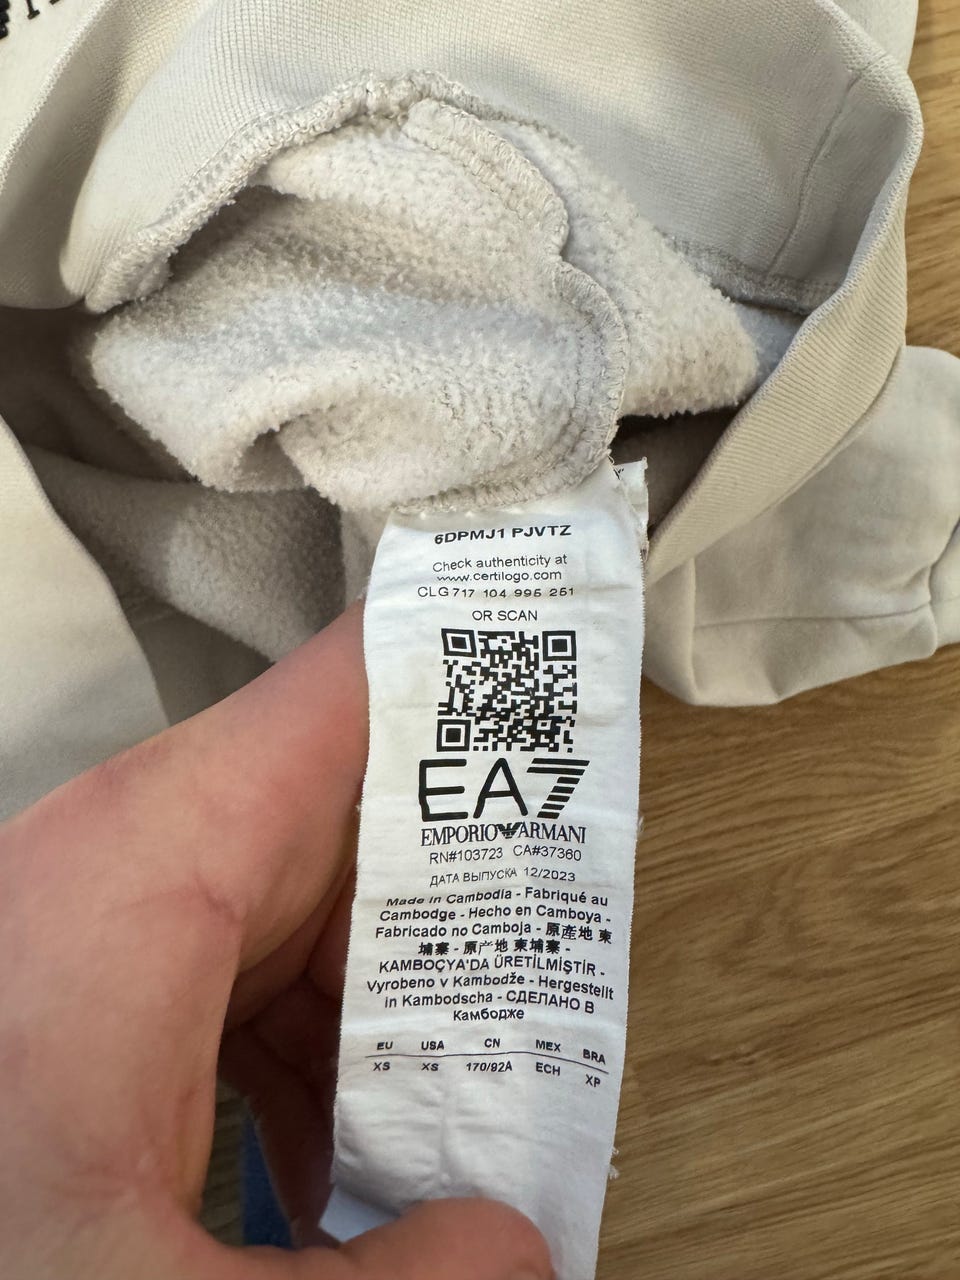 6DPMJ1 PJVTZ
Check authenticity at
www.certilogo.com
CLG 717 104 995 251
OR SCAN
EA7
EMPORIO ARMANI
RN#103723 CA#37360
ДАТА ВЫПУСКА 12/2023
Made in Cambodia - Fabriqué au
Cambodge - Hecho en Camboya -
Fabricado no Camboja - 原產地 柬
埔寨 - 原产地 柬埔寨 -
KAMBOÇYA'DA ÜRETİLMİŞTİR -
Vyrobeno v Kambodže - Hergestellt
in Kambodscha - СДЕЛАНО В
Камбодже
EU USA CN MEX BRA
XS XS 170/92A ECH XP